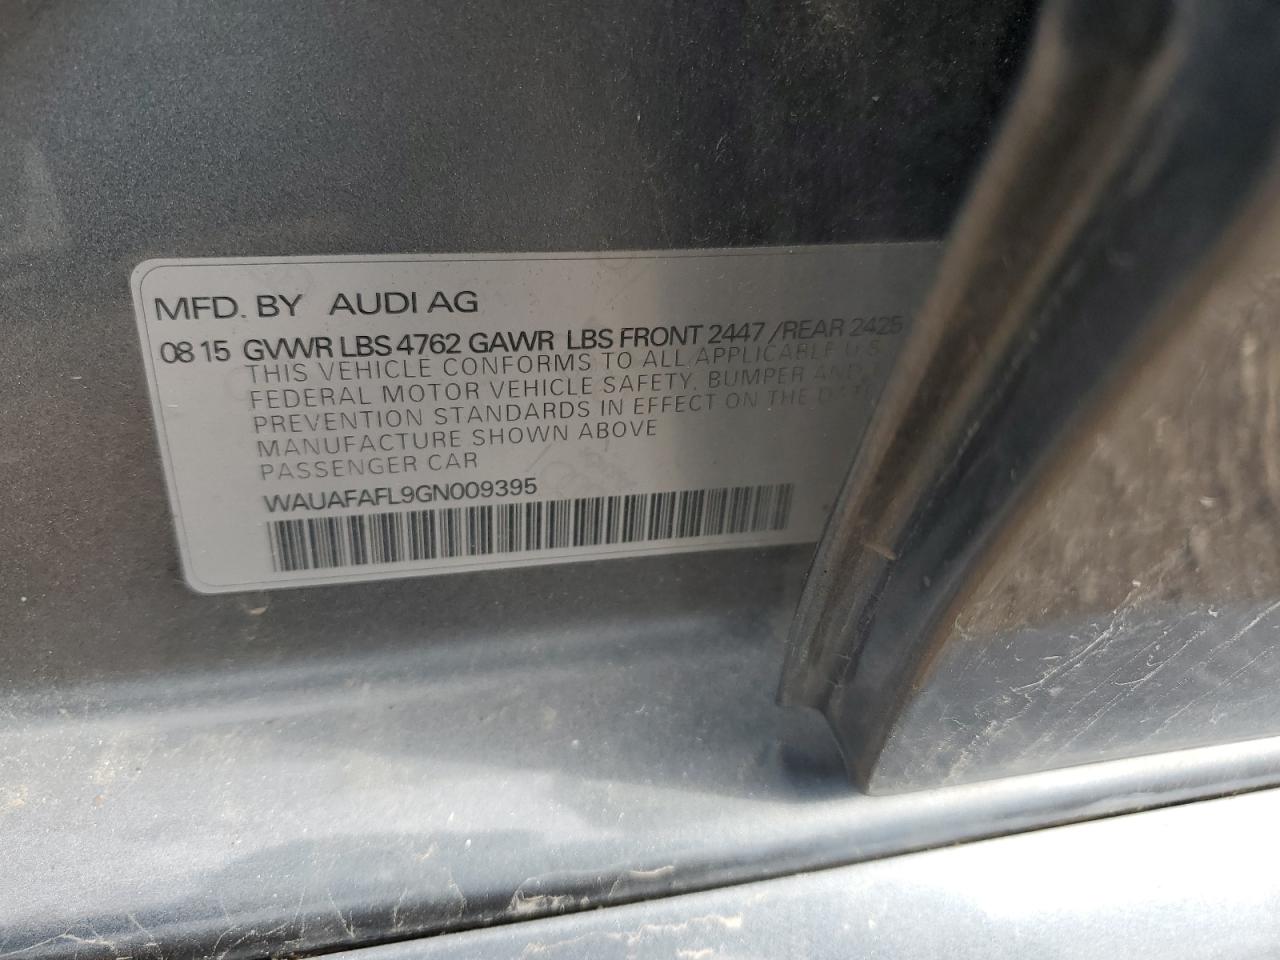 MFD. BY AUDI AG
08 15 GVWR LBS 4762 GAWR LBS FRONT 2447 /REAR 2425
THIS VEHICLE CONFORMS TO ALL APPLICABLE U.S.
FEDERAL MOTOR VEHICLE SAFETY, BUMPER AND
PREVENTION STANDARDS IN EFFECT ON THE DATE
MANUFACTURE SHOWN ABOVE
PASSENGER CAR
WAUAFAFL9GN009395